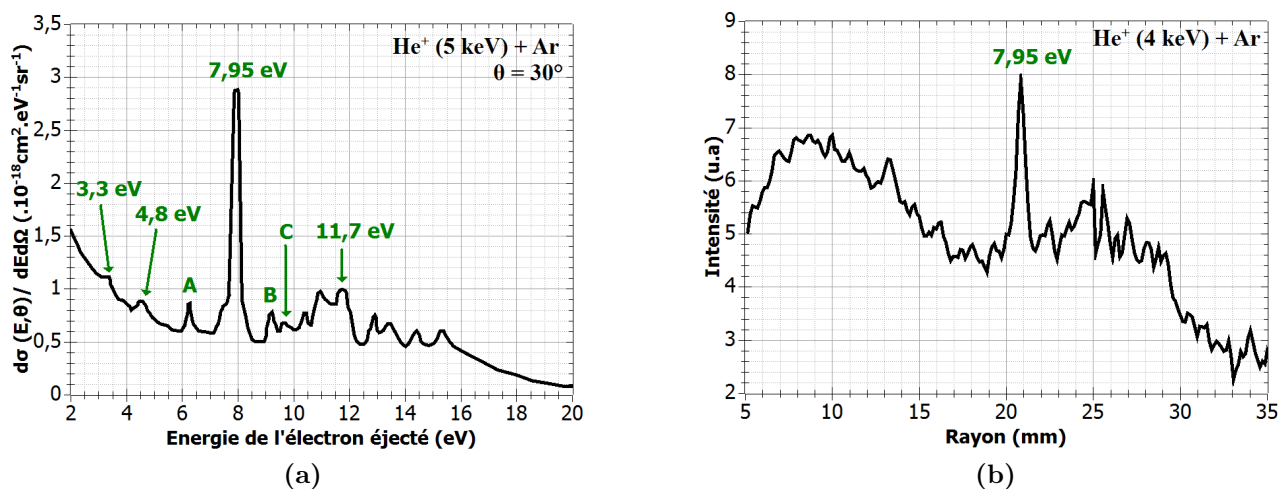 He⁺ (5 keV) + Ar
θ = 30°
7,95 eV
3,3 eV
4,8 eV
A
B
C
11,7 eV
3,5
3
2,5
2
1,5
1
0,5
0
2 4 6 8 10 12 14 16 18 20
dσ (E,θ)/ dEdΩ (.10⁻¹⁸cm².eV⁻¹sr⁻¹)
Energie de l'électron éjecté (eV)
(a)
He⁺ (4 keV) + Ar
7,95 eV
9
8
7
6
5
4
3
2
5 10 15 20 25 30 35
Intensité (u.a)
Rayon (mm)
(b)